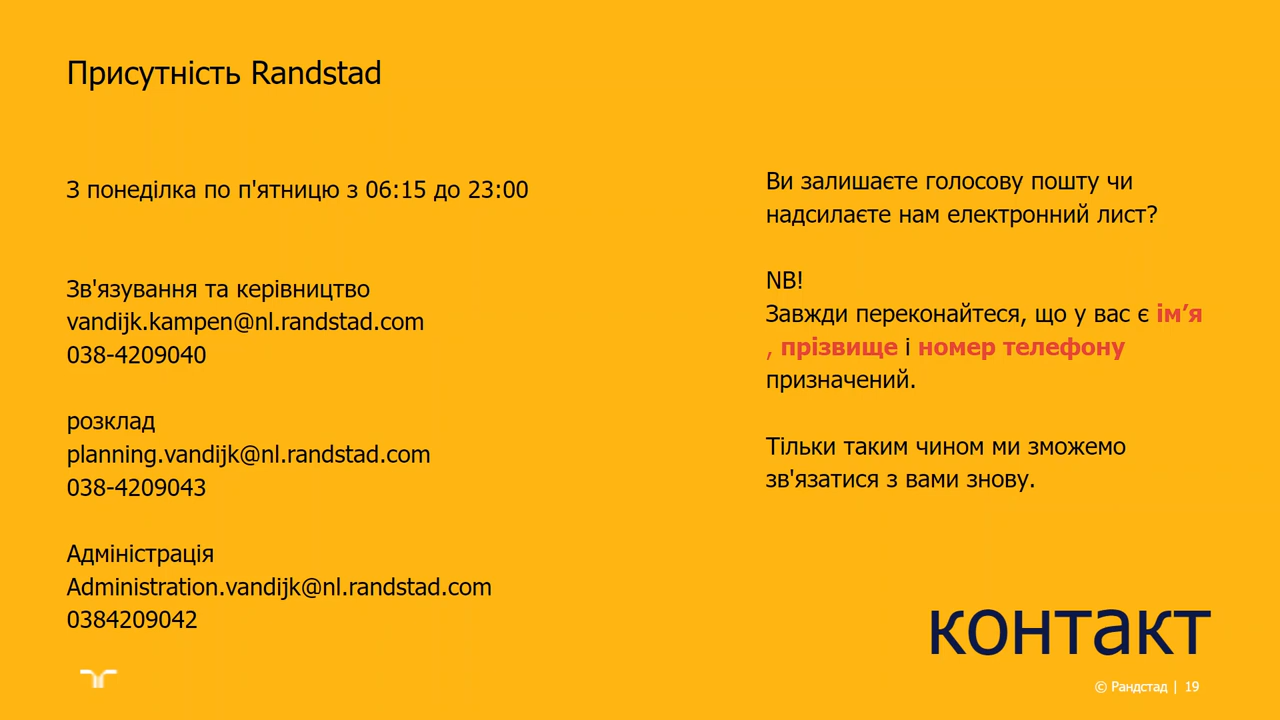 Присутність Randstad
З понеділка по п'ятницю з 06:15 до 23:00
Зв'язування та керівництво
vandijk.kampen@nl.randstad.com
038-4209040
розклад
planning.vandijk@nl.randstad.com
038-4209043
Адміністрація
Administration.vandijk@nl.randstad.com
0384209042
Ви залишаєте голосову пошту чи
надсилаєте нам електронний лист?
NB!
Завжди переконайтеся, що у вас є ім’я
, прізвище і номер телефону
призначений.
Тільки таким чином ми зможемо
зв'язатися з вами знову.
контакт
© Рандстад | 19